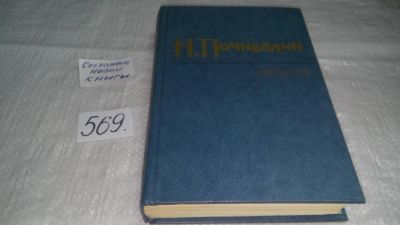 Состояние
новой
книги
Н.Почивалин
569.